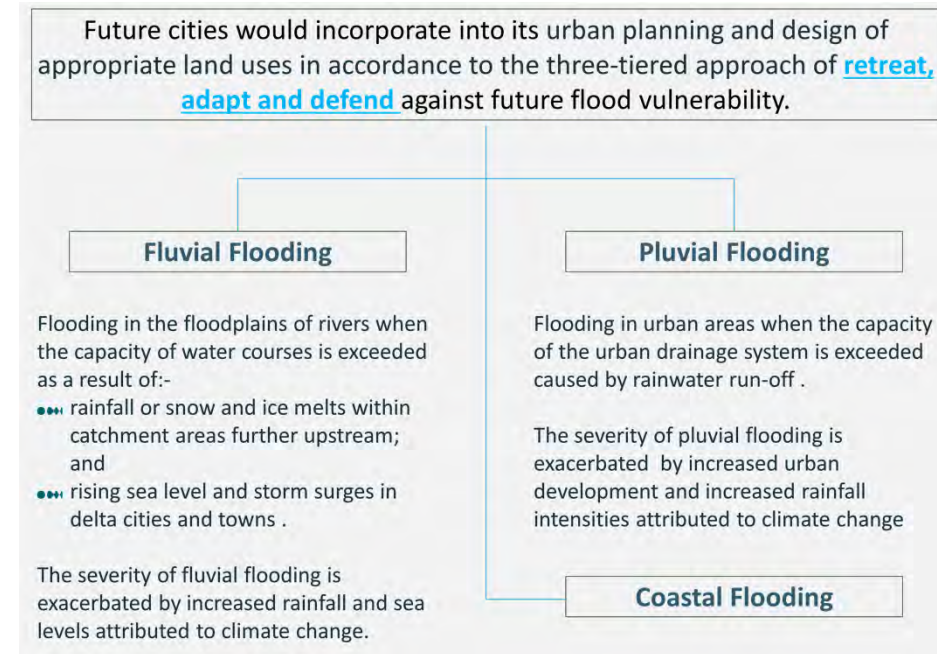 Future cities would incorporate into its urban planning and design of
appropriate land uses in accordance to the three-tiered approach of retreat,
adapt and defend against future flood vulnerability.
Fluvial Flooding
Flooding in the floodplains of rivers when
the capacity of water courses is exceeded
as a result of:-
rainfall or snow and ice melts within
catchment areas further upstream;
and
rising sea level and storm surges in
delta cities and towns .
The severity of fluvial flooding is
exacerbated by increased rainfall and sea
levels attributed to climate change.
Pluvial Flooding
Flooding in urban areas when the capacity
of the urban drainage system is exceeded
caused by rainwater run-off .
The severity of pluvial flooding is
exacerbated  by increased urban
development and increased rainfall
intensities attributed to climate change
Coastal Flooding